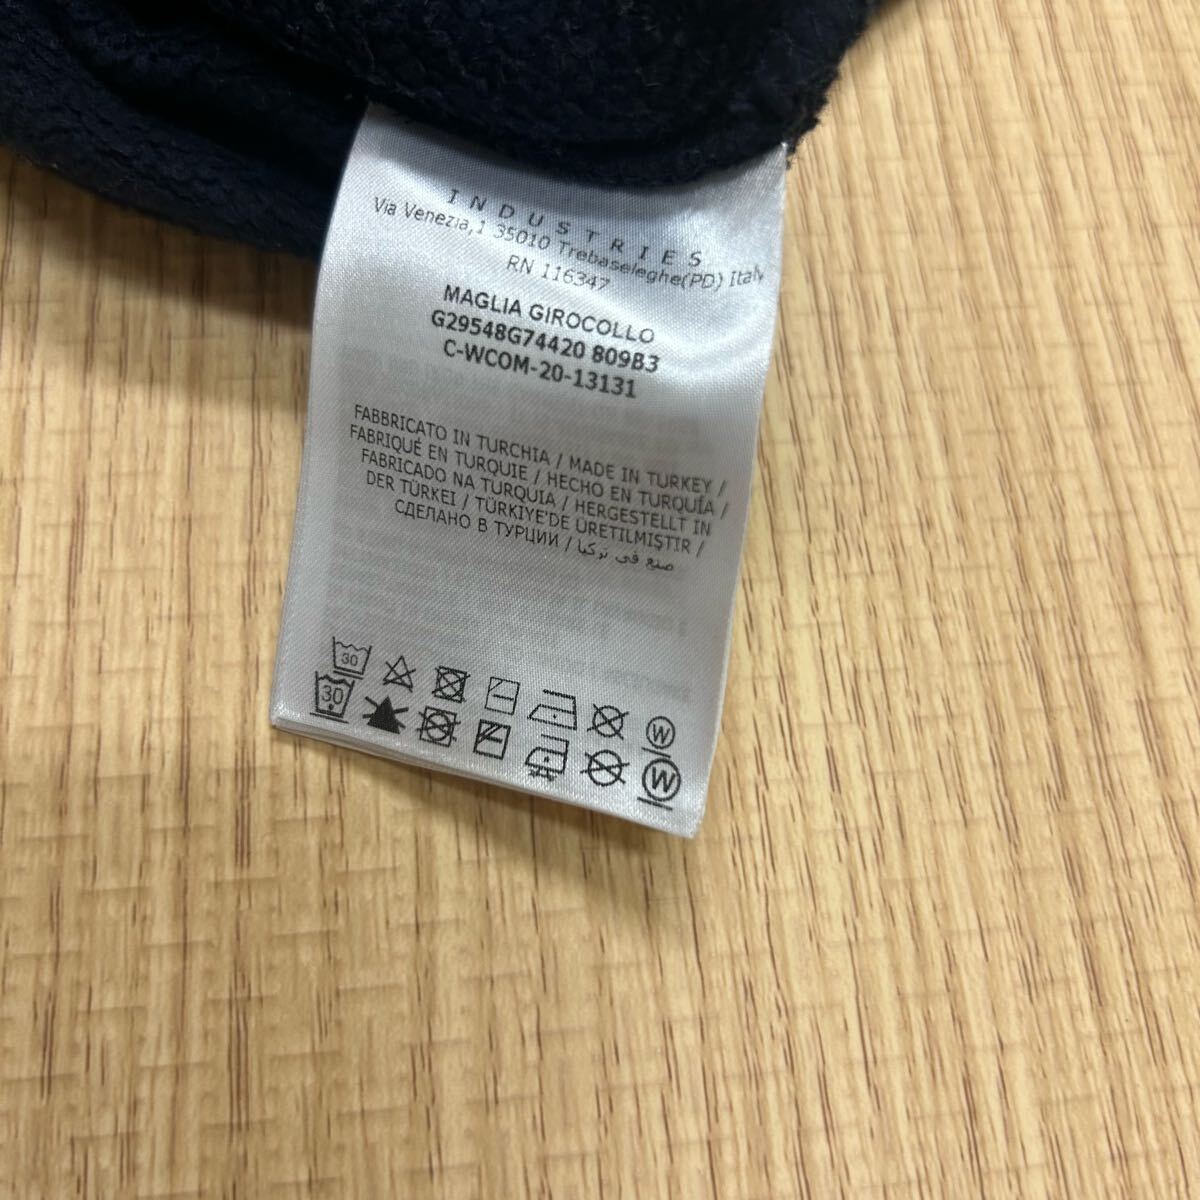 INDUSTRIES
Via Venezia,1 35010 Trebaseleghe(PD) Italy
RN 116347
MAGLIA GIROCOLLO
G29548G74420 809B3
C-WCOM-20-13131
FABBRICATO IN TURCHIA / MADE IN TURKEY /
FABRIQUÉ EN TURQUIE / HECHO EN TURQUÍA /
FABRICADO NA TURQUIA / HERGESTELLT IN
DER TÜRKEI / TÜRKIYE'DE ÜRETILMIŞTIR /
СДЕЛАНО В ТУРЦИИ / صنع في تركيا
30
W
30
W